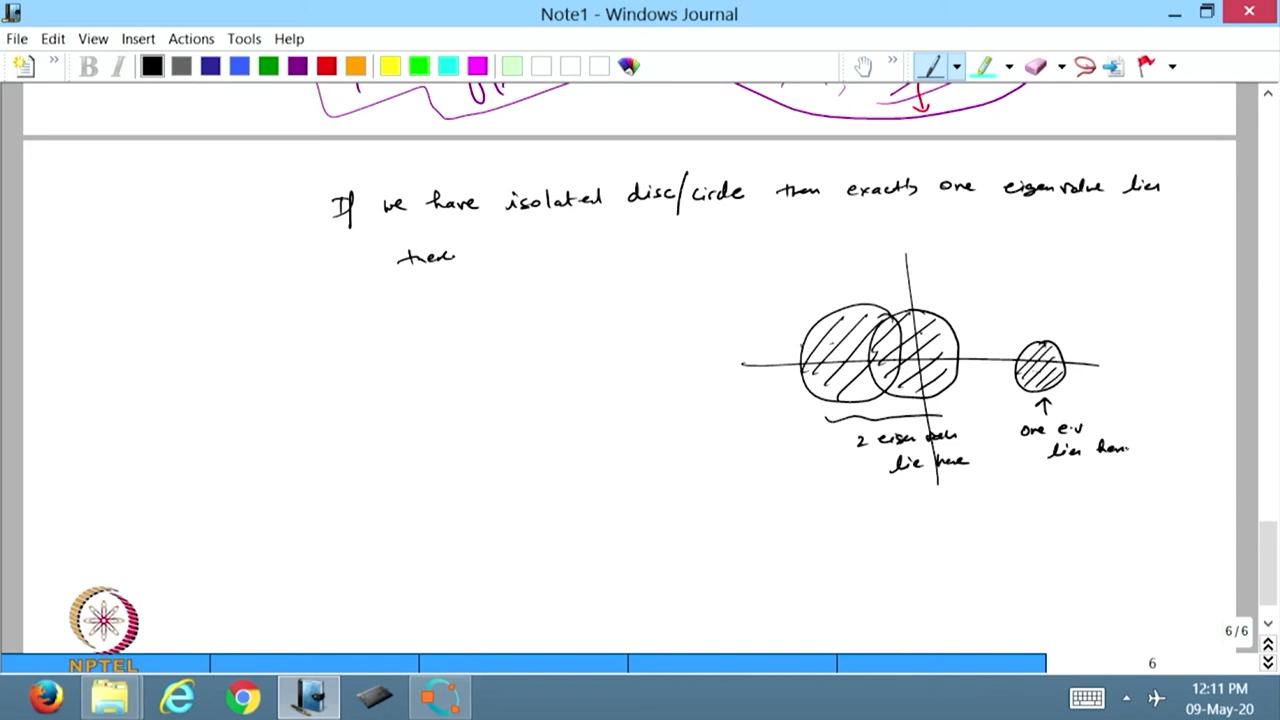 Note1 - Windows Journal
File Edit View Insert Actions Tools Help
If we have isolated disc/circle then exactly one eigenvalue lies
there
2 eigen
lie here
one e.v
lies here
6/6
NPTEL
6
12:11 PM
09-May-20